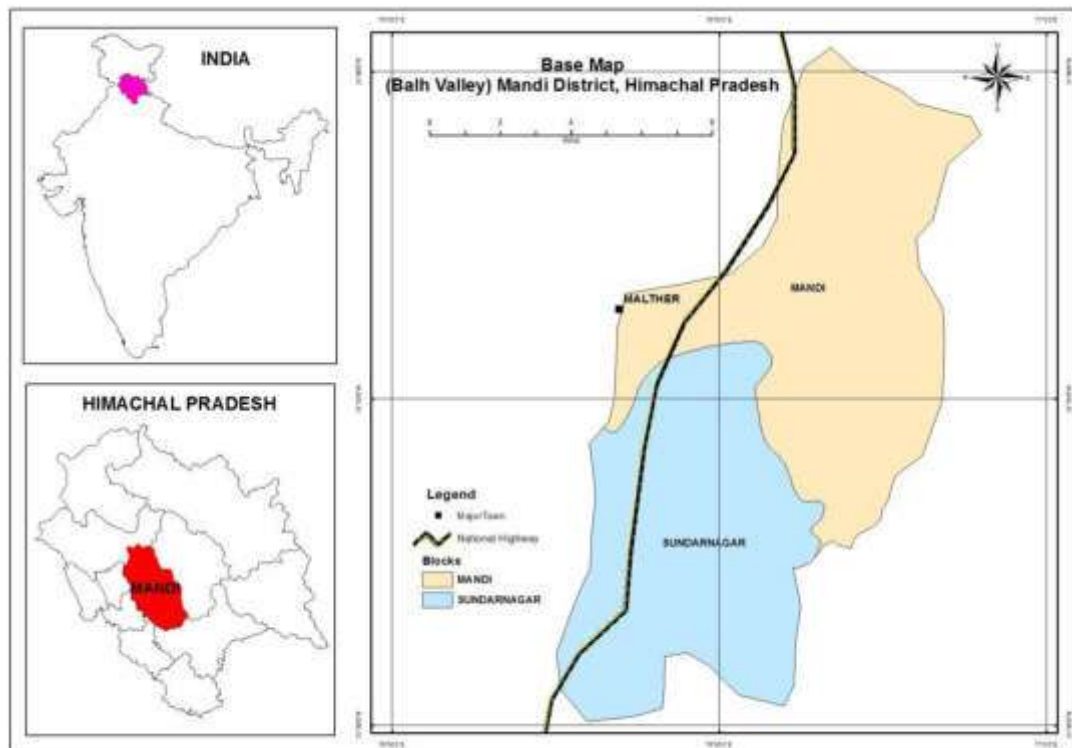 INDIA
HIMACHAL PRADESH
MANDI
Base Map
(Balh Valley) Mandi District, Himachal Pradesh
MALTHER
MANDI
SUNDARNAGAR
Legend
Major Town
National Highway
Blocks
MANDI
SUNDARNAGAR